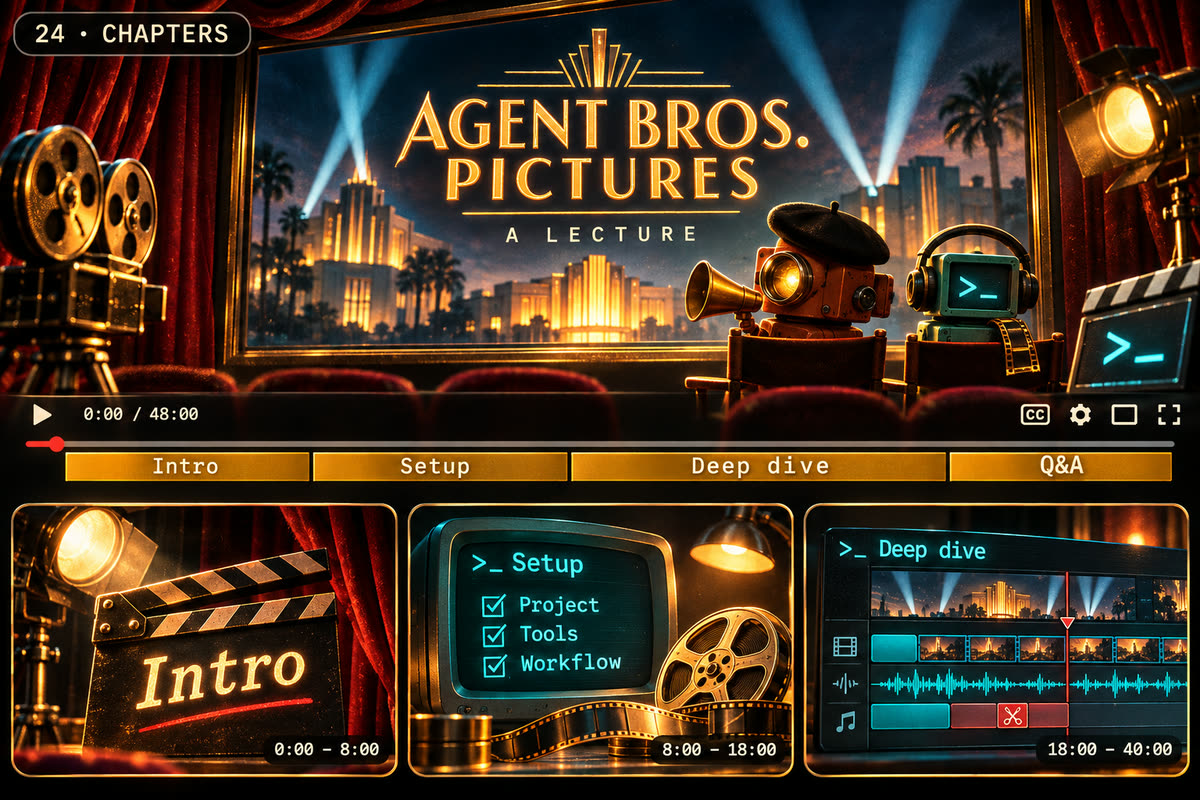 24 • CHAPTERS
AGENT BROS.
PICTURES
A LECTURE
>_
>_
0:00 / 48:00
CC
Intro
Setup
Deep dive
Q&A
Intro
0:00 – 8:00
>_ Setup
Project
Tools
Workflow
8:00 – 18:00
>_ Deep dive
18:00 – 40:00